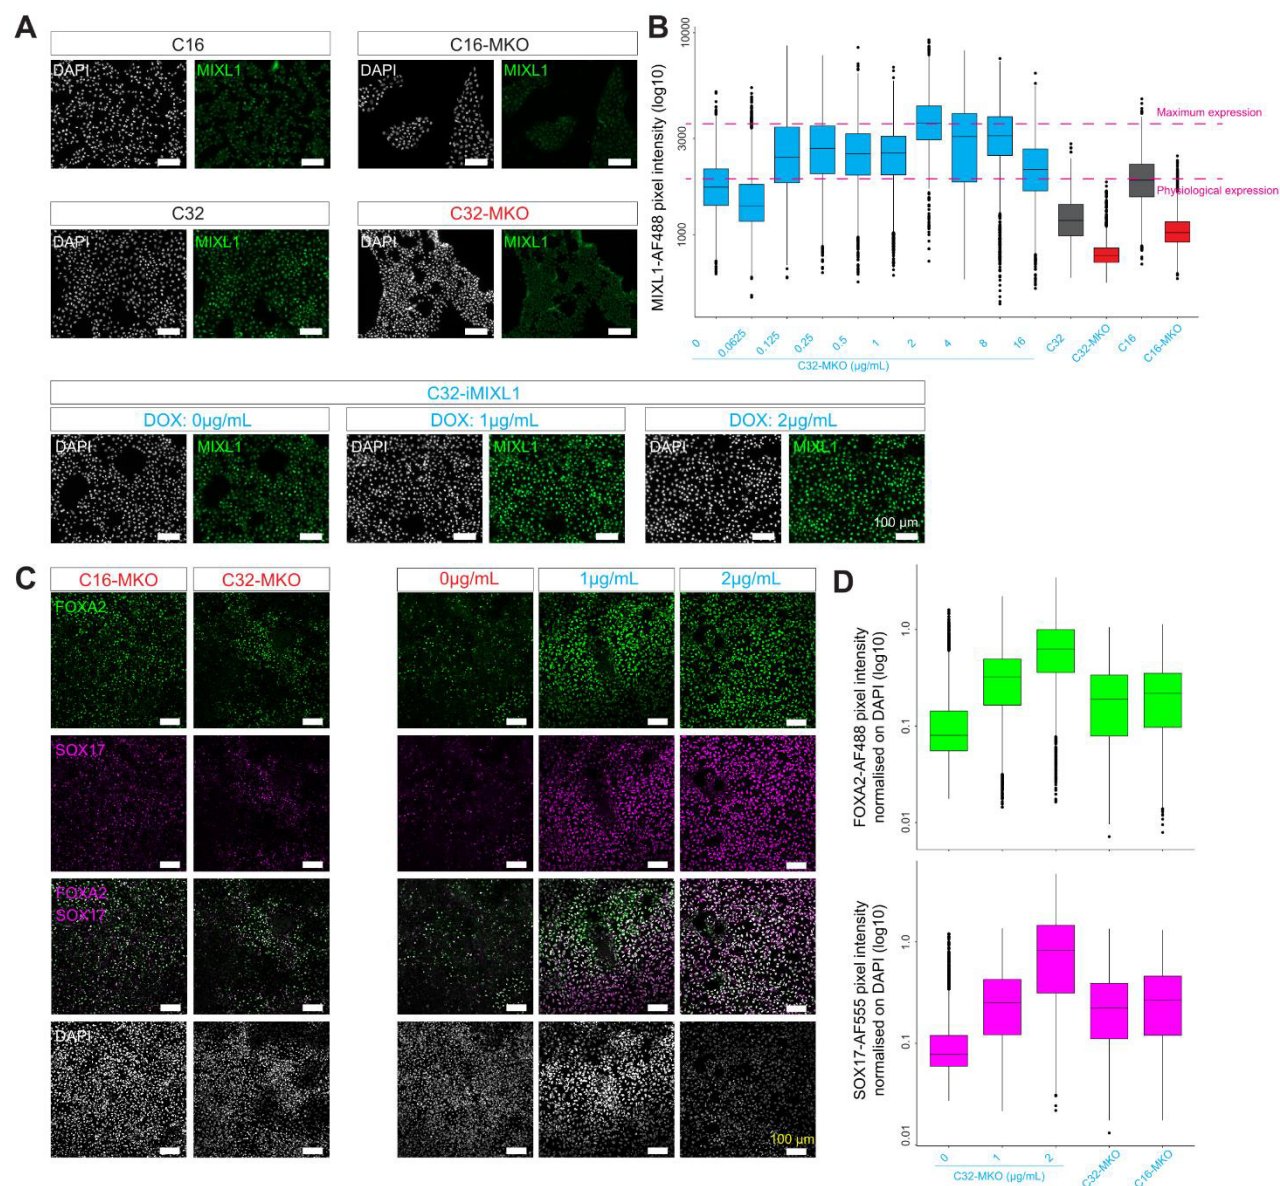 A
C16
C16-MKO
DAPI
MIXL1
DAPI
MIXL1
C32
C32-MKO
DAPI
MIXL1
DAPI
MIXL1
C32-iMIXL1
DOX: 0µg/mL
DOX: 1µg/mL
DOX: 2µg/mL
DAPI
MIXL1
DAPI
MIXL1
DAPI
MIXL1
100 µm
B
MIXL1-AF488 pixel intensity (log10)
10000
3000
1000
Maximum expression
Physiological expression
0
0.0625
0.125
0.25
0.5
1
2
4
8
16
C32
C32-MKO
C16
C16-MKO
C32-MKO (µg/mL)
C
C16-MKO
C32-MKO
0µg/mL
1µg/mL
2µg/mL
FOXA2
SOX17
FOXA2
SOX17
DAPI
100 µm
D
FOXA2-AF488 pixel intensity
normalised on DAPI (log10)
1.0
0.1
0.01
SOX17-AF555 pixel intensity
normalised on DAPI (log10)
1.0
0.1
0.01
0
1
2
C32-MKO
C16-MKO
C32-MKO (µg/mL)